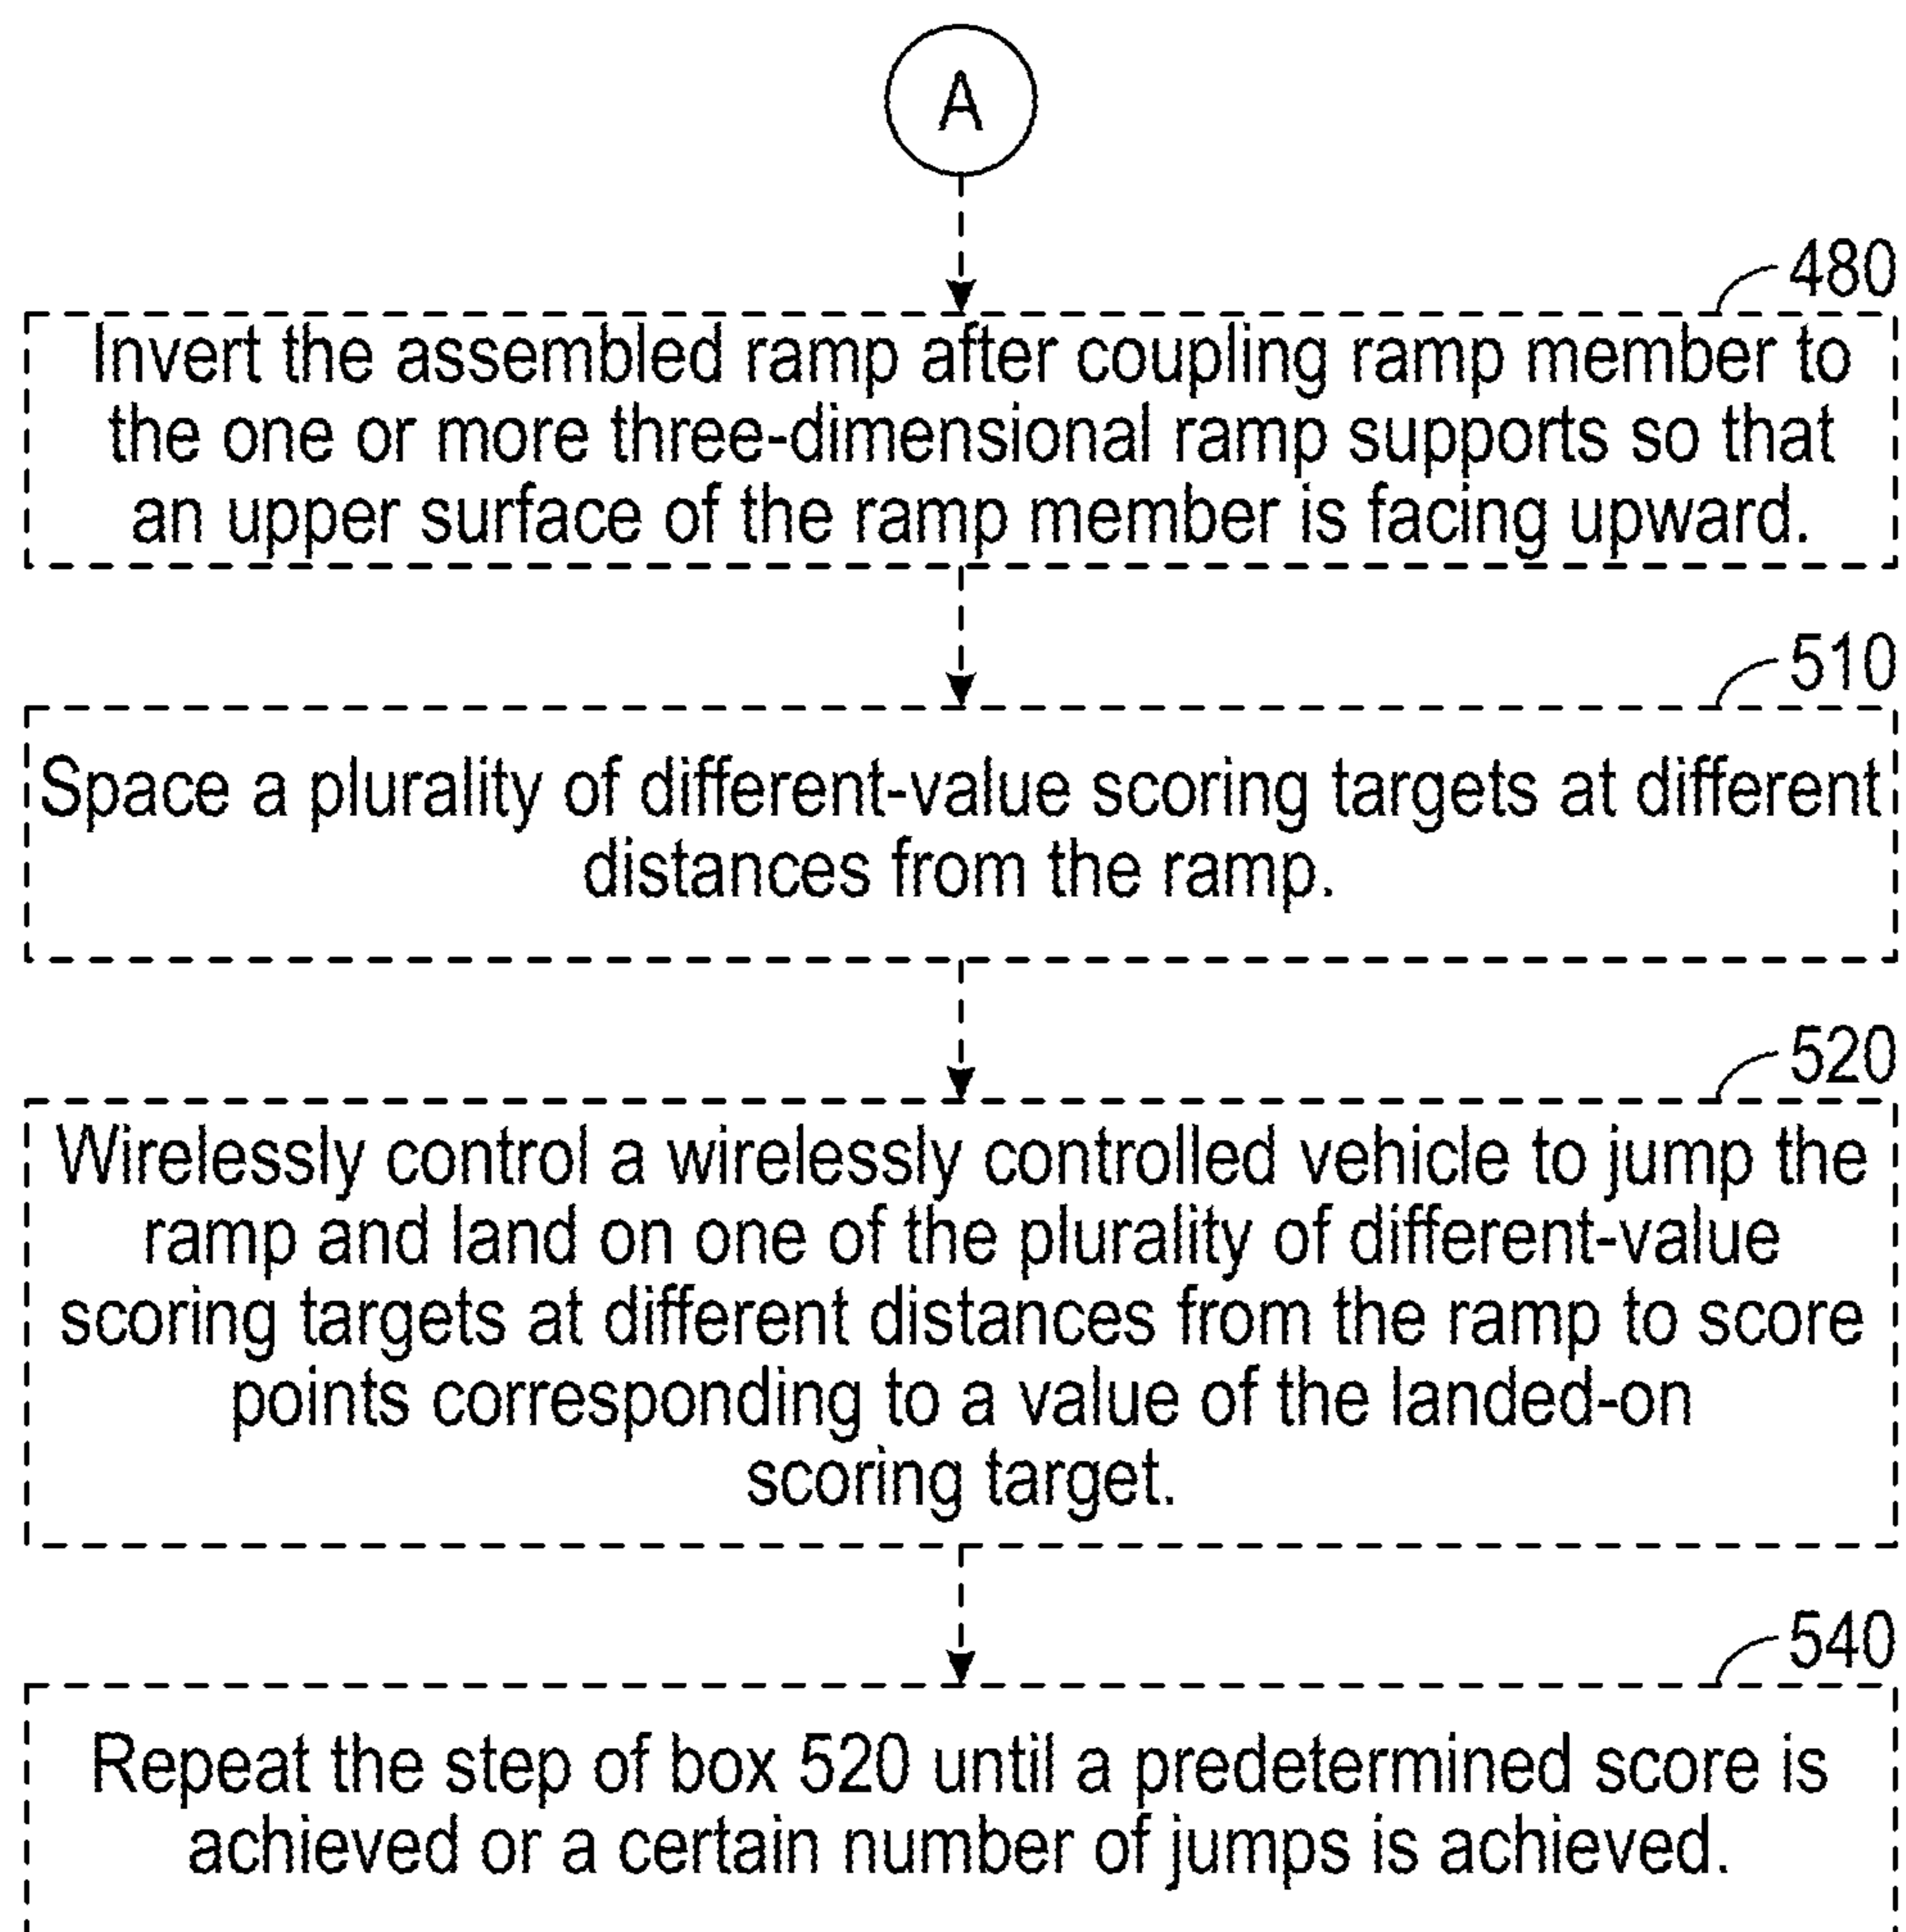 A
480
Invert the assembled ramp after coupling ramp member to
the one or more three-dimensional ramp supports so that
an upper surface of the ramp member is facing upward.
510
Space a plurality of different-value scoring targets at different
distances from the ramp.
520
Wirelessly control a wirelessly controlled vehicle to jump the
ramp and land on one of the plurality of different-value
scoring targets at different distances from the ramp to score
points corresponding to a value of the landed-on
scoring target.
540
Repeat the step of box 520 until a predetermined score is
achieved or a certain number of jumps is achieved.